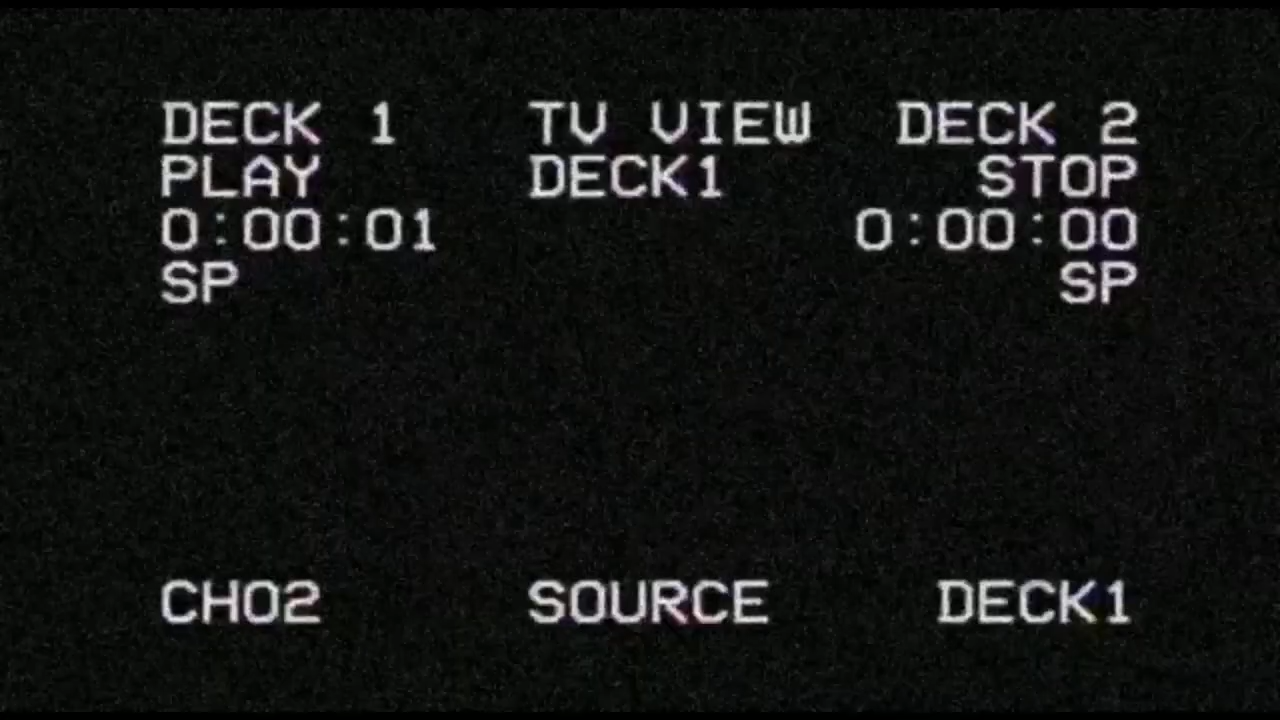 DECK 1 TV VIEW DECK 2
PLAY DECK1 STOP
0:00:01 0:00:00
SP SP
CH02 SOURCE DECK1